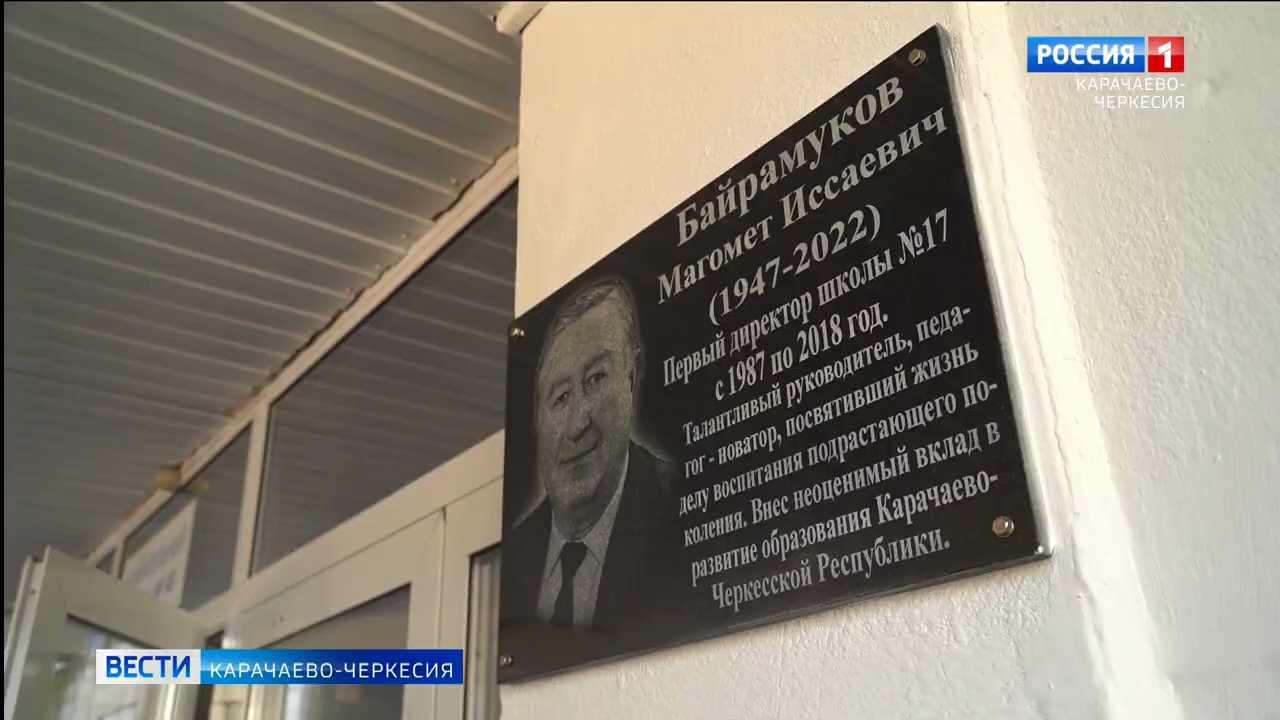 РОССИЯ 1
КАРАЧАЕВО-
ЧЕРКЕСИЯ
Байрамуков
Магомет Иссаевич
(1947-2022)
Первый директор школы №17
с 1987 по 2018 год.
Талантливый руководитель, педа-
гог - новатор, посвятивший жизнь
делу воспитания подрастающего по-
коления. Внес неоценимый вклад в
развитие образования Карачаево-
Черкесской Республики.
ВЕСТИ КАРАЧАЕВО-ЧЕРКЕСИЯ